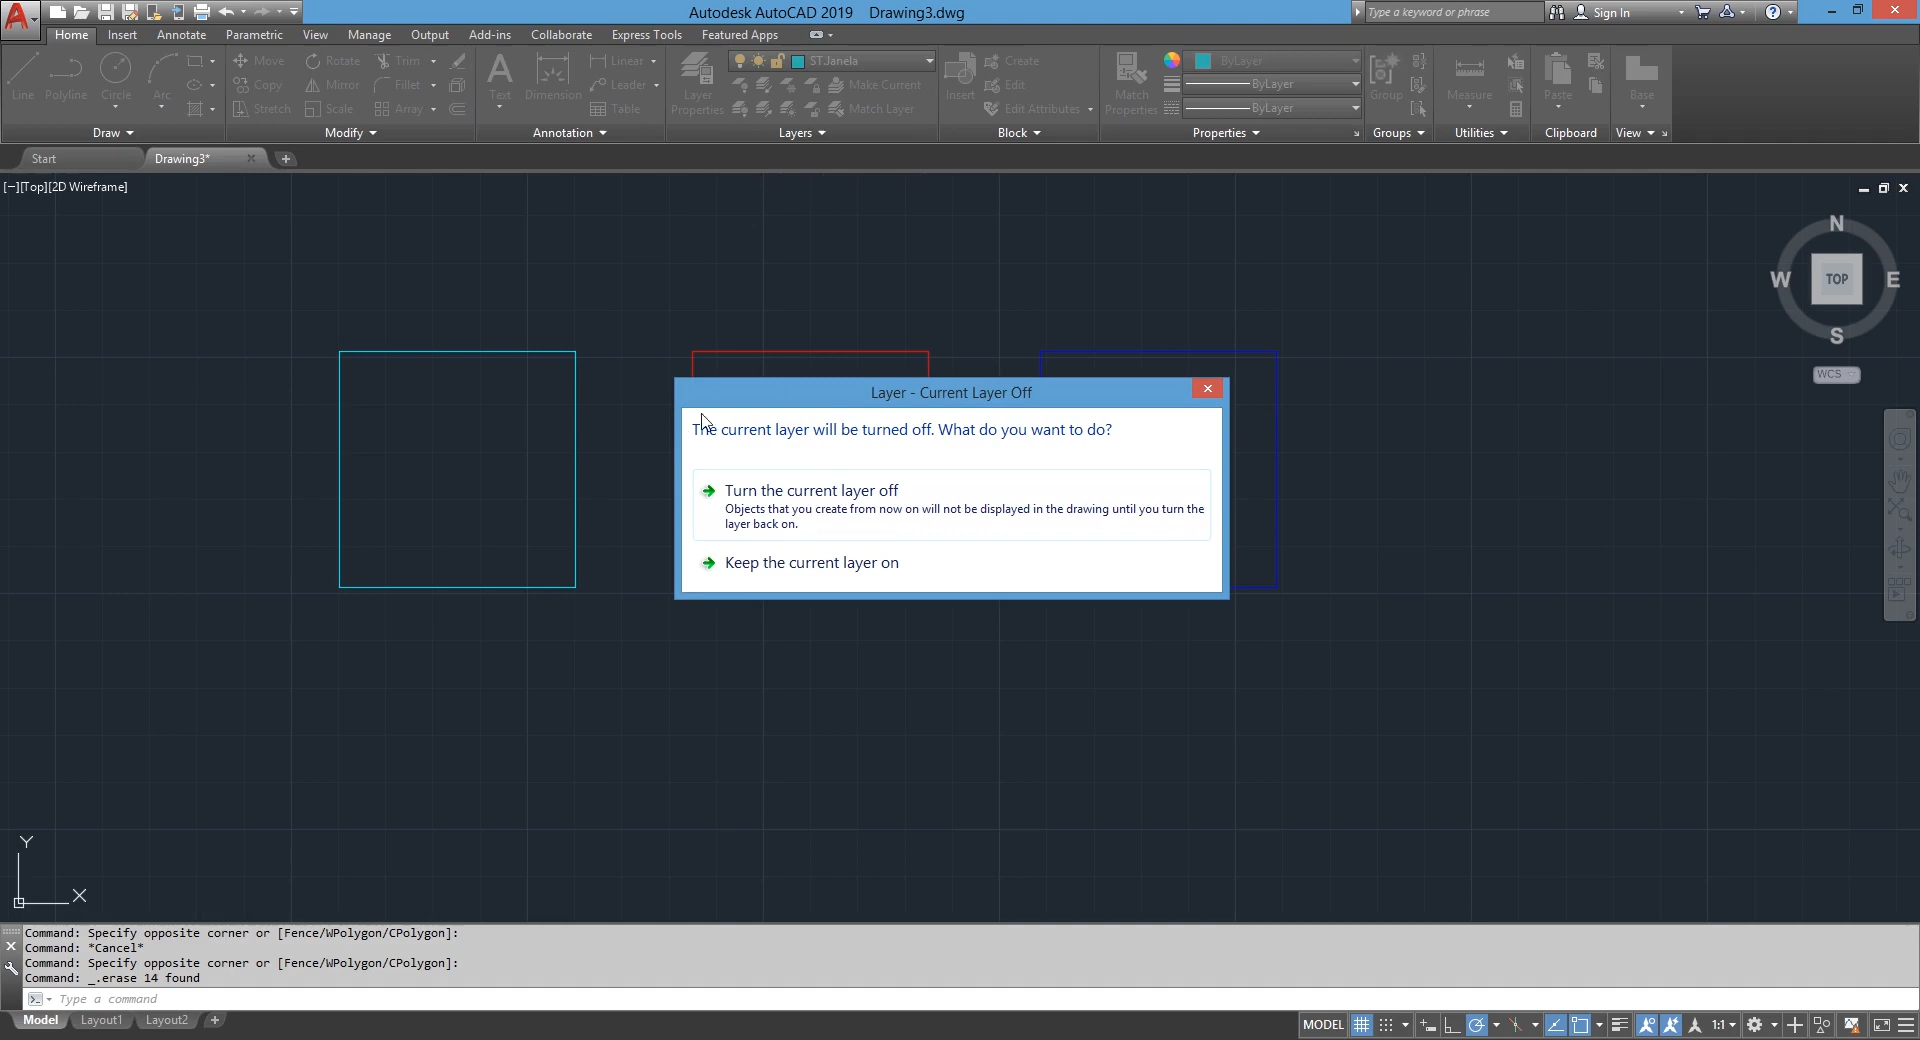 Autodesk AutoCAD 2019 Drawing3.dwg
Type a keyword or phrase
Sign In
Home Insert Annotate Parametric View Manage Output Add-ins Collaborate Express Tools Featured Apps
Line Polyline Circle Arc
Move Rotate Trim
Copy Mirror Fillet
Stretch Scale Array
Text Dimension
Linear
Leader
Table
Layer Properties
ST.Janela
Make Current
Match Layer
Insert
Create
Edit
Edit Attributes
Match Properties
ByLayer
ByLayer
ByLayer
Group
Measure
Paste
Base
Draw Modify Annotation Layers Block Properties Groups Utilities Clipboard View
Start Drawing3*
[−][Top][2D Wireframe]
N
W TOP E
S
WCS
Layer - Current Layer Off
The current layer will be turned off. What do you want to do?
Turn the current layer off
Objects that you create from now on will not be displayed in the drawing until you turn the
layer back on.
Keep the current layer on
Y
X
Command: Specify opposite corner or [Fence/WPolygon/CPolygon]:
Command: *Cancel*
Command: Specify opposite corner or [Fence/WPolygon/CPolygon]:
Command: _.erase 14 found
Type a command
Model Layout1 Layout2
MODEL 1:1